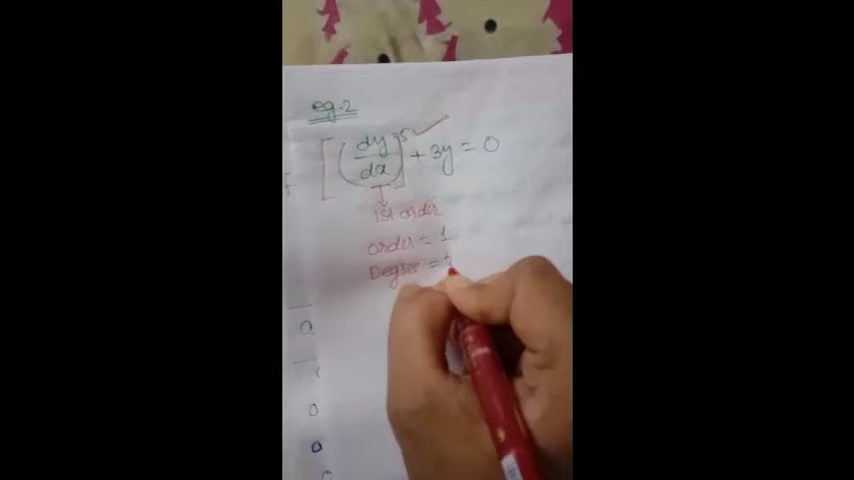 eg-2
[(dy/dx)^5] + 3y = 0
1st order
order = 1
Degree =